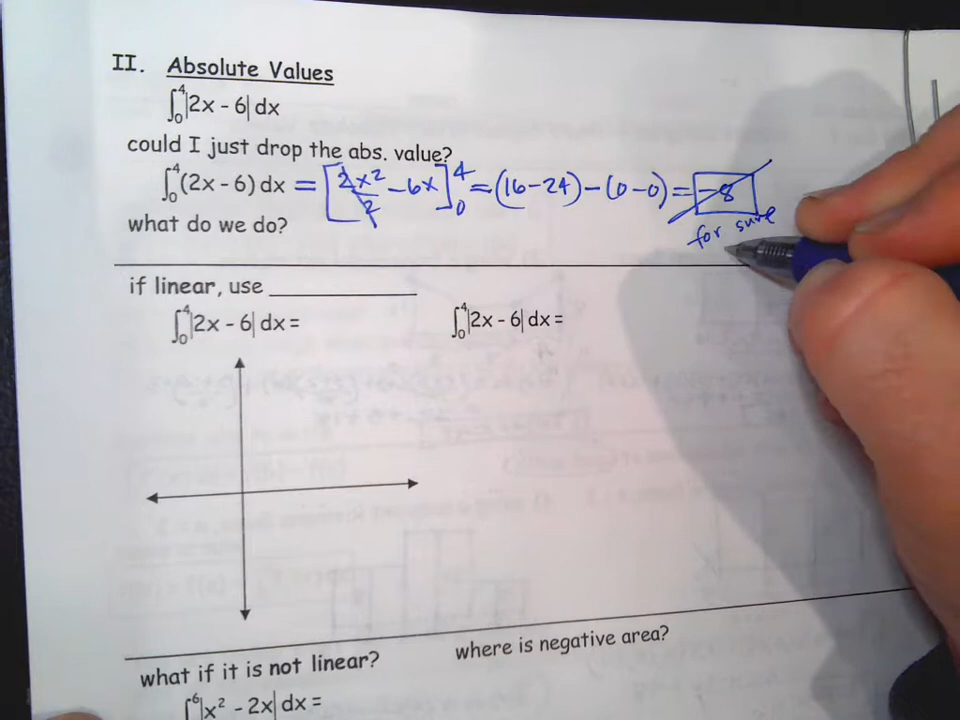 II. Absolute Values
∫₀⁴|2x - 6| dx
could I just drop the abs. value?
∫₀⁴(2x - 6) dx = [2x²/2 - 6x]₀⁴ = (16 - 24) - (0 - 0) = -8
what do we do?
for sure
if linear, use ____________
∫₀⁴|2x - 6| dx =
∫₀⁴|2x - 6| dx =
what if it is not linear?
where is negative area?
∫⁶|x² - 2x| dx =